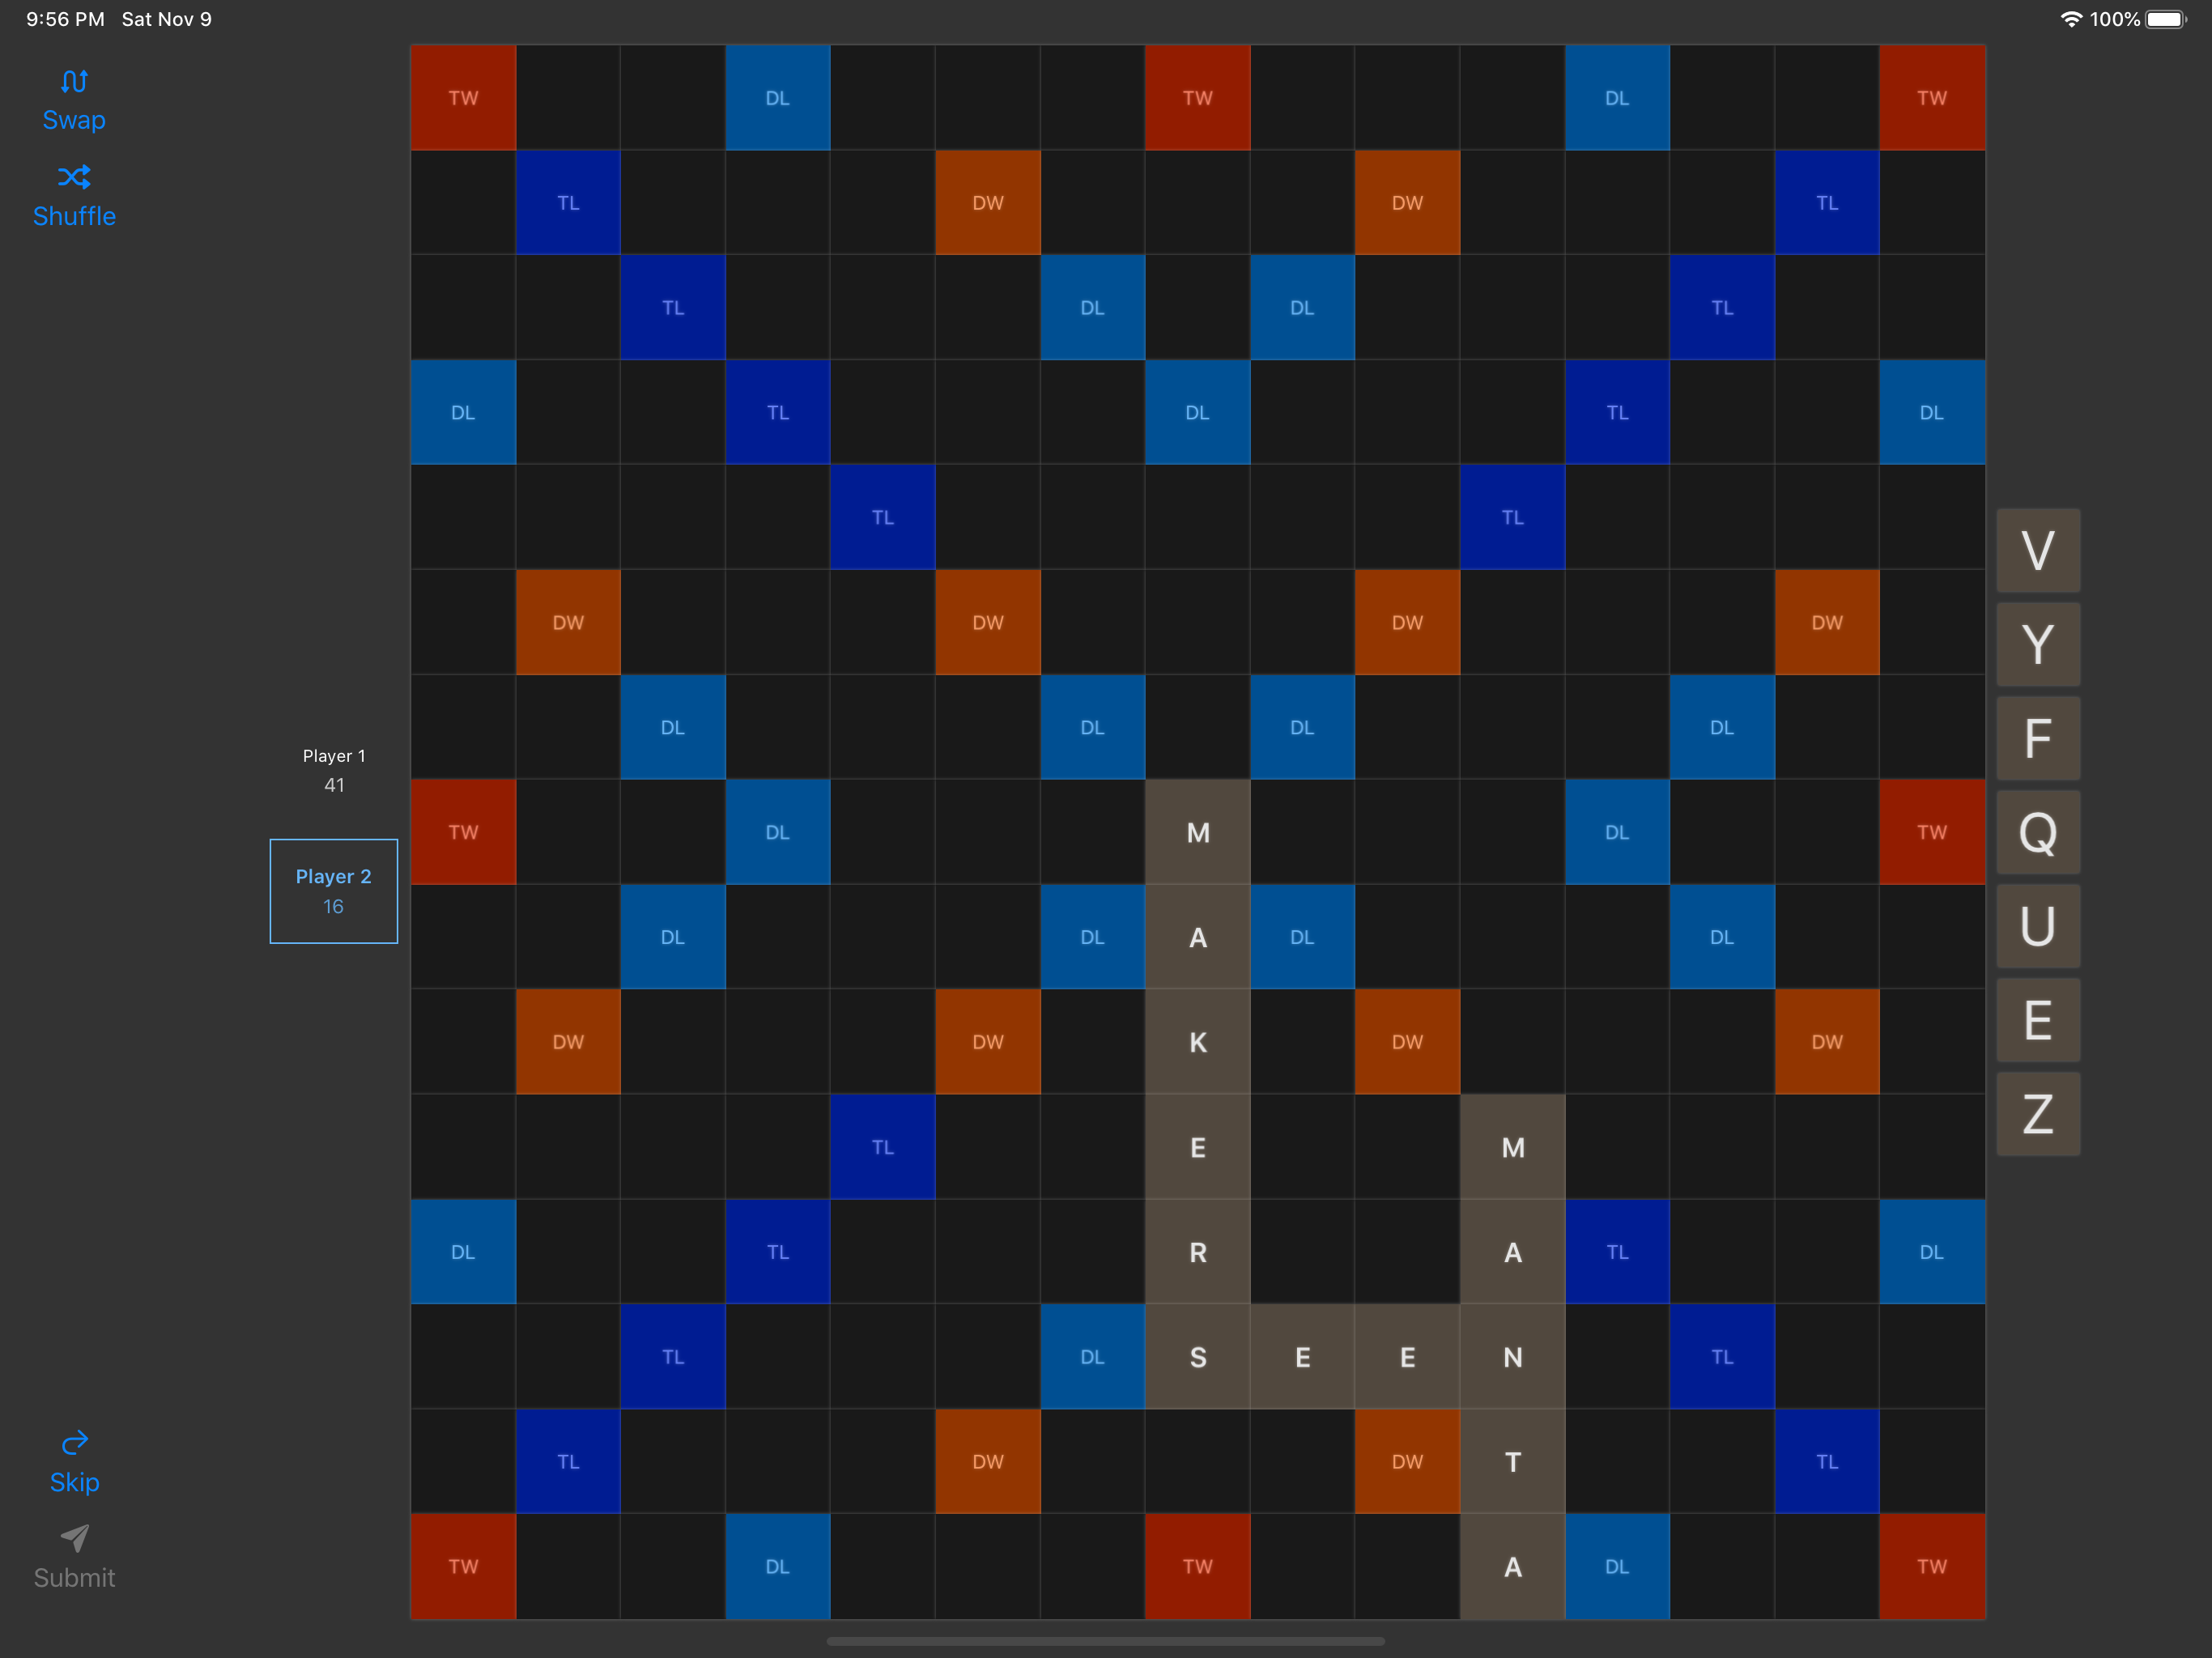 9:56 PM Sat Nov 9
100%
Swap
Shuffle
Skip
Submit
Player 1
41
Player 2
16
TW DL TW DL TW
TL DW DW TL
TL DL DL TL
DL TL DL TL DL
TL TL
DW DW DW DW
DL DL DL DL
TW DL M DL TW
DL DL A DL DL
DW DW K DW DW
TL E M
DL TL R A TL DL
TL DL S E E N TL
TL DW DW T TL
TW DL TW A DL TW
V
Y
F
Q
U
E
Z